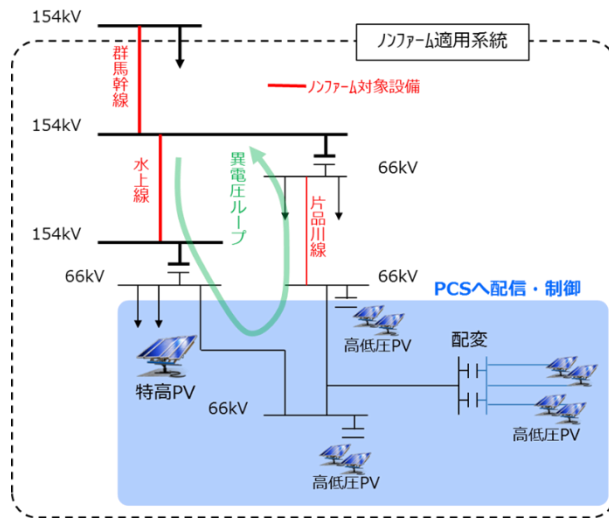 154kV
ノンファーム適用系統
群馬幹線
ノンファーム対象設備
154kV
水上線
異電圧ループ
66kV
片品川線
154kV
66kV
66kV
PCSへ配信・制御
高低圧PV
配変
特高PV
66kV
高低圧PV
高低圧PV